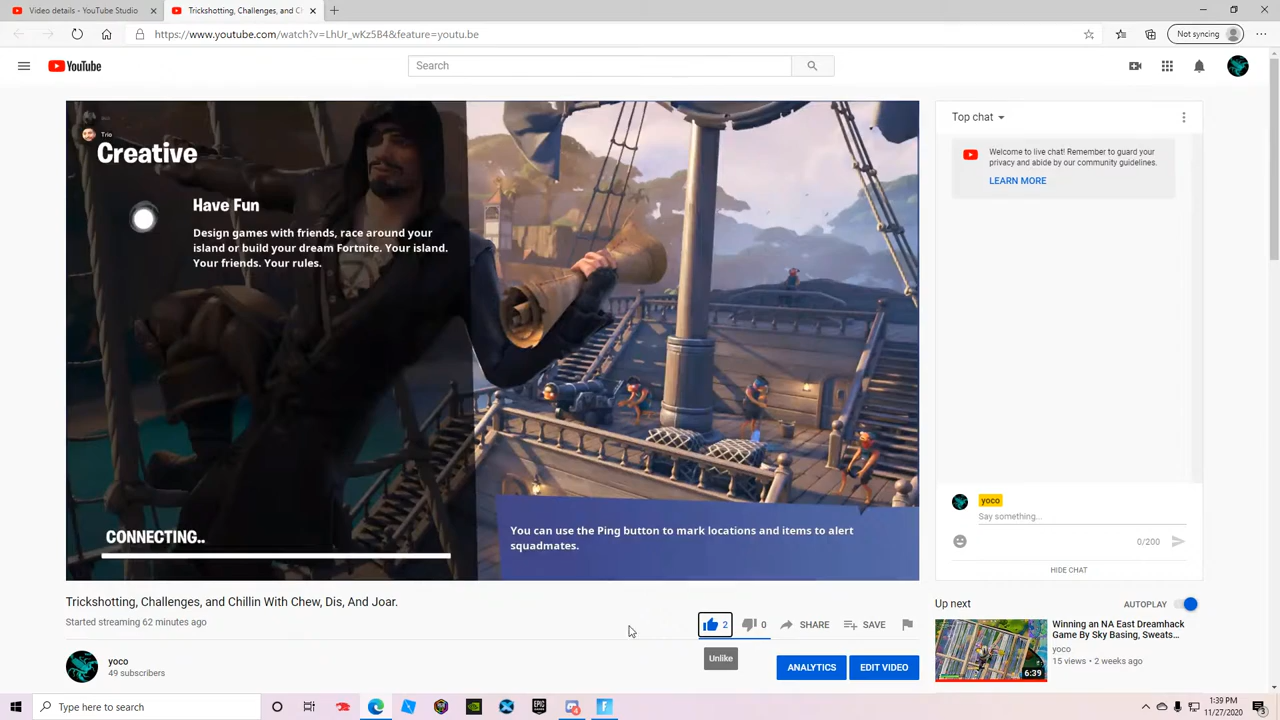 Video details - YouTube Studio
Trickshotting, Challenges, and Ch
https://www.youtube.com/watch?v=LhUr_wKz5B4&feature=youtu.be
Not syncing
YouTube
Search
Trio
Creative
Have Fun
Design games with friends, race around your
island or build your dream Fortnite. Your island.
Your friends. Your rules.
CONNECTING..
You can use the Ping button to mark locations and items to alert
squadmates.
Top chat
Welcome to live chat! Remember to guard your
privacy and abide by our community guidelines.
LEARN MORE
yoco
Say something...
0/200
HIDE CHAT
Trickshotting, Challenges, and Chillin With Chew, Dis, And Joar.
Started streaming 62 minutes ago
2
0
SHARE
SAVE
Unlike
yoco
49 subscribers
ANALYTICS
EDIT VIDEO
Up next
AUTOPLAY
Winning an NA East Dreamhack
Game By Sky Basing, Sweats...
yoco
15 views • 2 weeks ago
6:39
Type here to search
EPIC
1:39 PM
11/27/2020